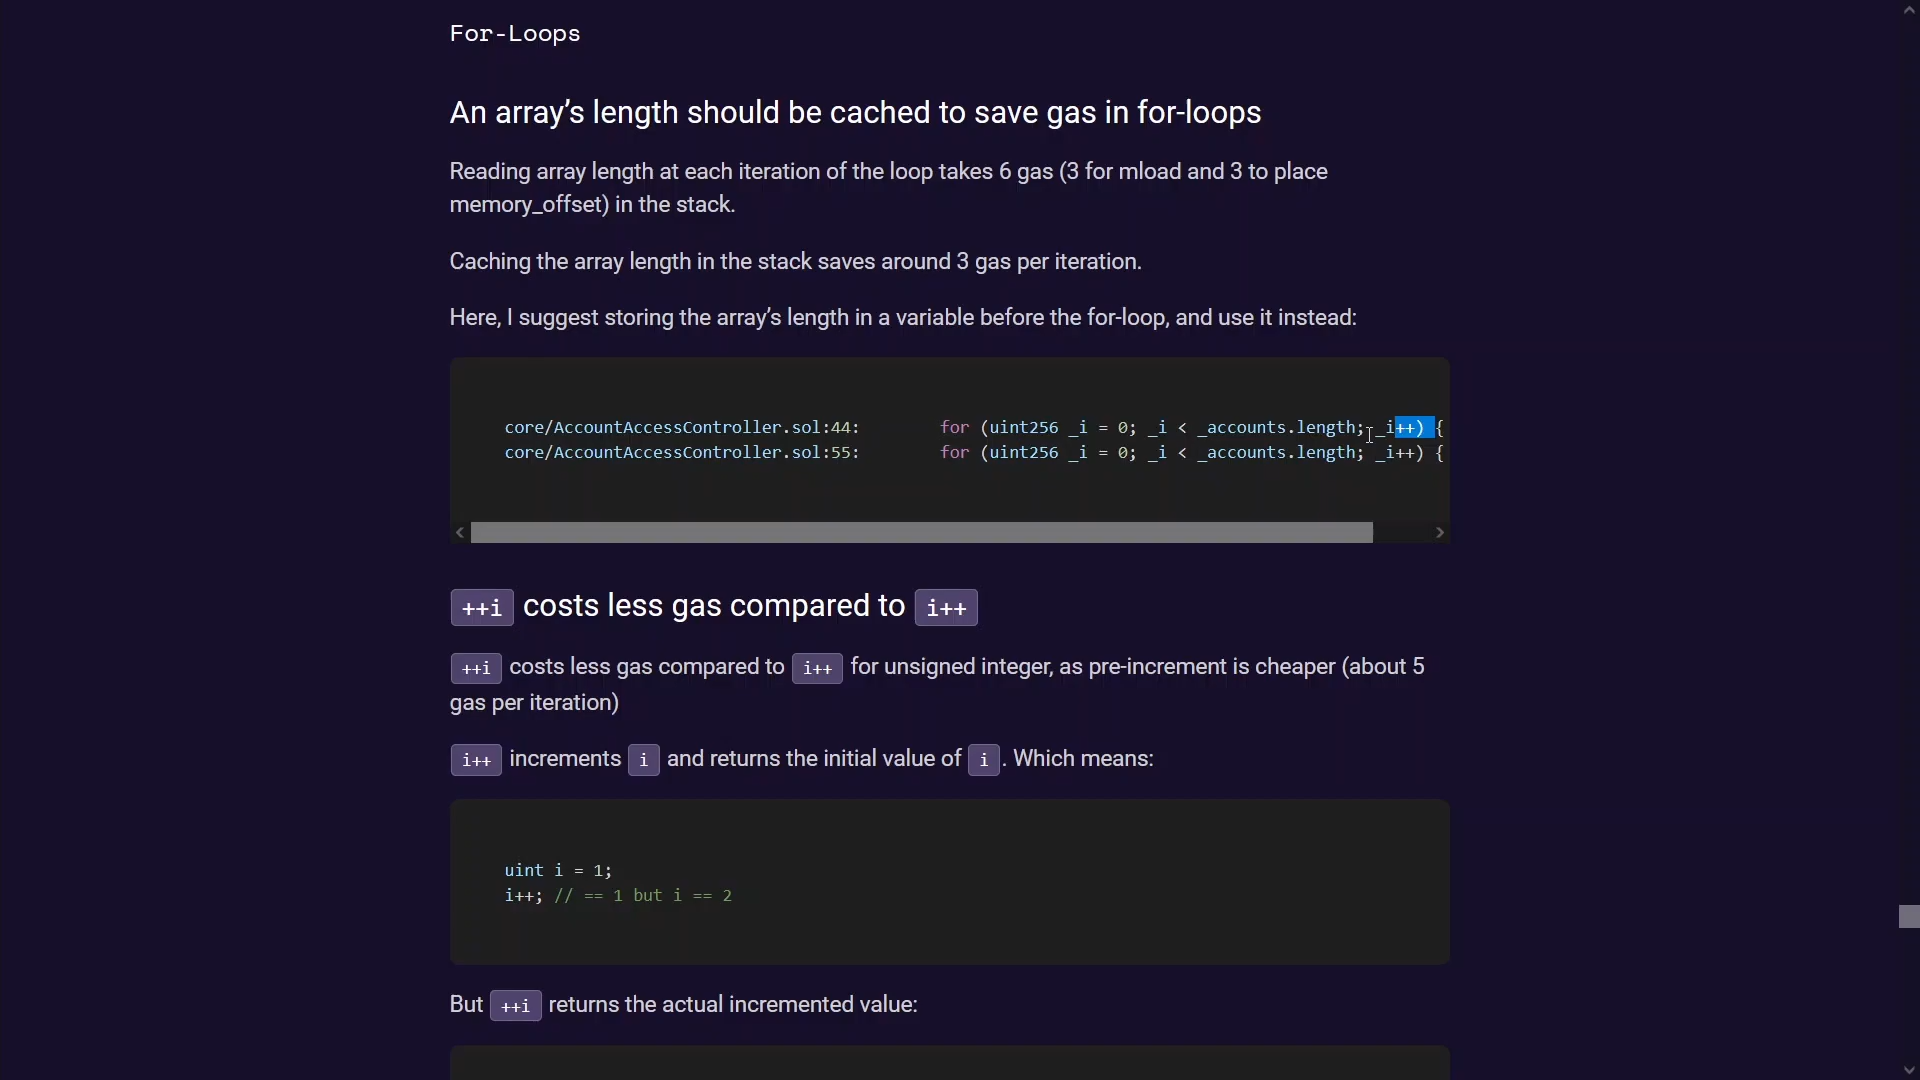 For-Loops
An array’s length should be cached to save gas in for-loops
Reading array length at each iteration of the loop takes 6 gas (3 for mload and 3 to place
memory_offset) in the stack.
Caching the array length in the stack saves around 3 gas per iteration.
Here, I suggest storing the array’s length in a variable before the for-loop, and use it instead:
core/AccountAccessController.sol:44:        for (uint256 _i = 0; _i < _accounts.length; _i++) {
core/AccountAccessController.sol:55:        for (uint256 _i = 0; _i < _accounts.length; _i++) {
++i costs less gas compared to i++
++i costs less gas compared to i++ for unsigned integer, as pre-increment is cheaper (about 5
gas per iteration)
i++ increments i and returns the initial value of i. Which means:
uint i = 1;
i++; // == 1 but i == 2
But ++i returns the actual incremented value: